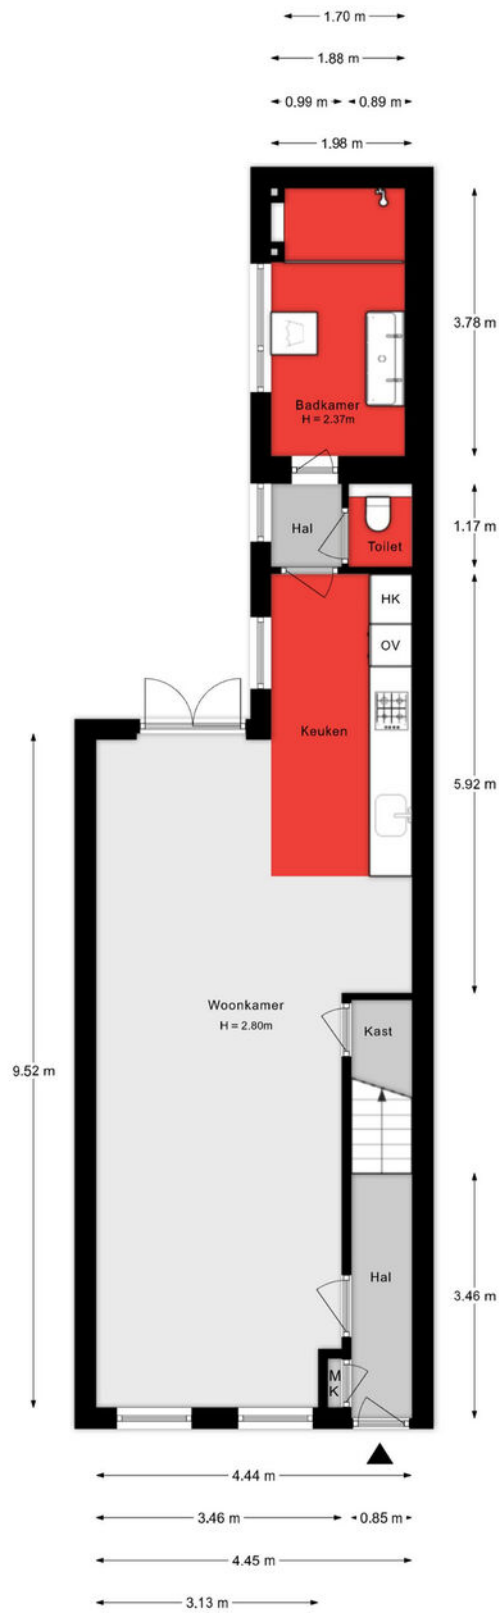 1.70 m
1.88 m
0.99 m 0.89 m
1.98 m
3.78 m
Badkamer
H = 2.37m
Hal
1.17 m
Toilet
HK
OV
Keuken
5.92 m
Woonkamer
H = 2.80m
Kast
9.52 m
Hal
3.46 m
M
K
4.44 m
3.46 m 0.85 m
4.45 m
3.13 m